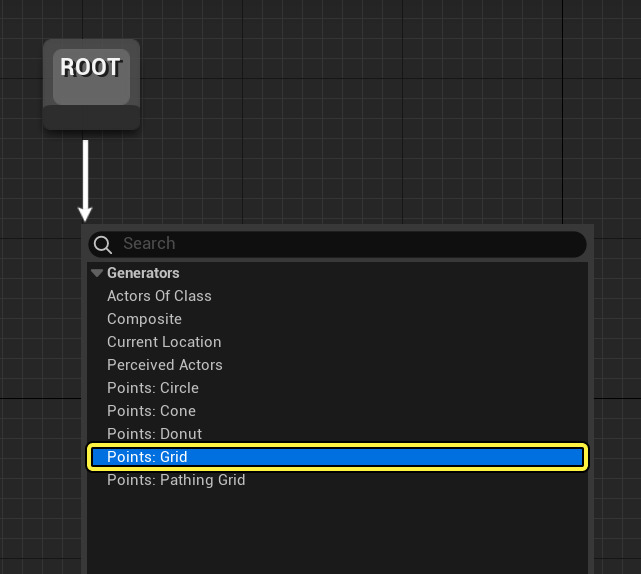 ROOT
Search
Generators
Actors Of Class
Composite
Current Location
Perceived Actors
Points: Circle
Points: Cone
Points: Donut
Points: Grid
Points: Pathing Grid